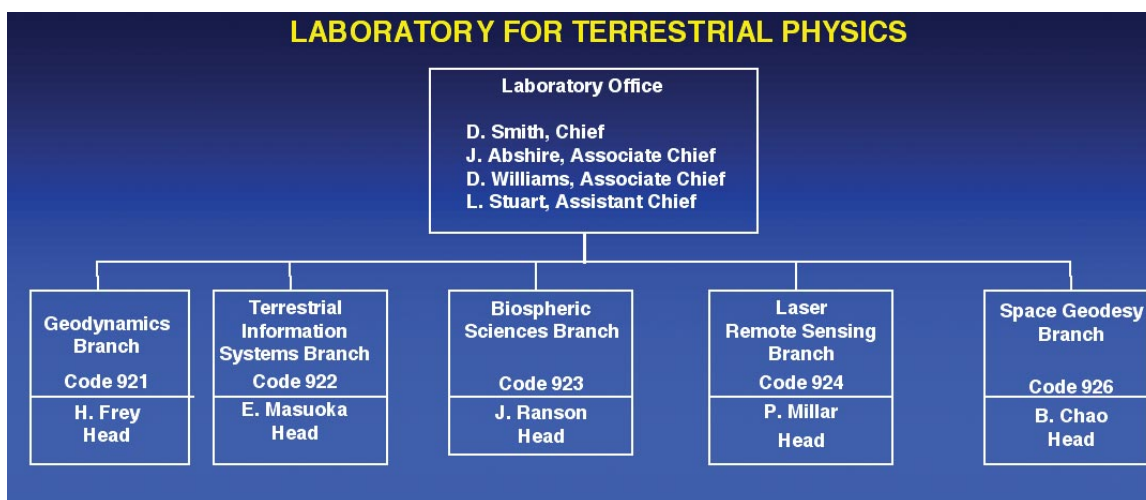 LABORATORY FOR TERRESTRIAL PHYSICS
Laboratory Office
D. Smith, Chief
J. Abshire, Associate Chief
D. Williams, Associate Chief
L. Stuart, Assistant Chief
Geodynamics
Branch
Code 921
H. Frey
Head
Terrestrial
Information
Systems Branch
Code 922
E. Masuoka
Head
Biospheric
Sciences Branch
Code 923
J. Ranson
Head
Laser
Remote Sensing
Branch
Code 924
P. Millar
Head
Space Geodesy
Branch
Code 926
B. Chao
Head